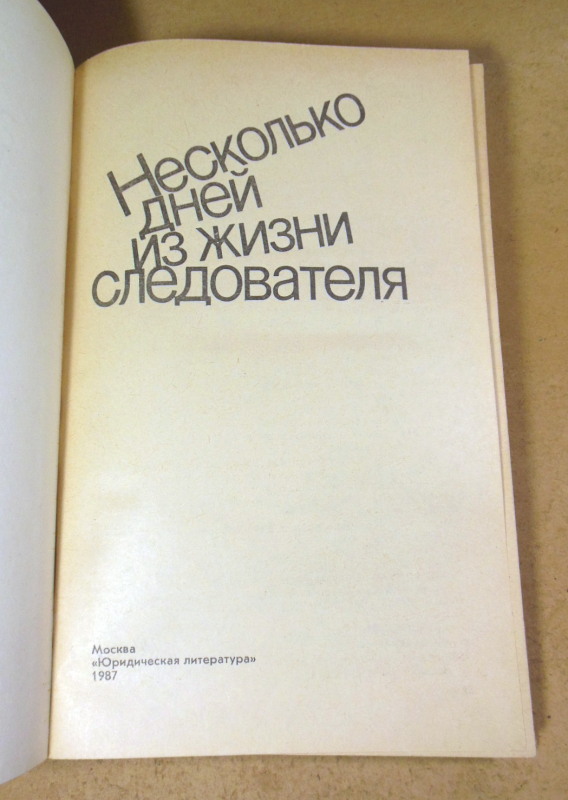 Несколько
дней
из жизни
следователя
Москва
«Юридическая литература»
1987